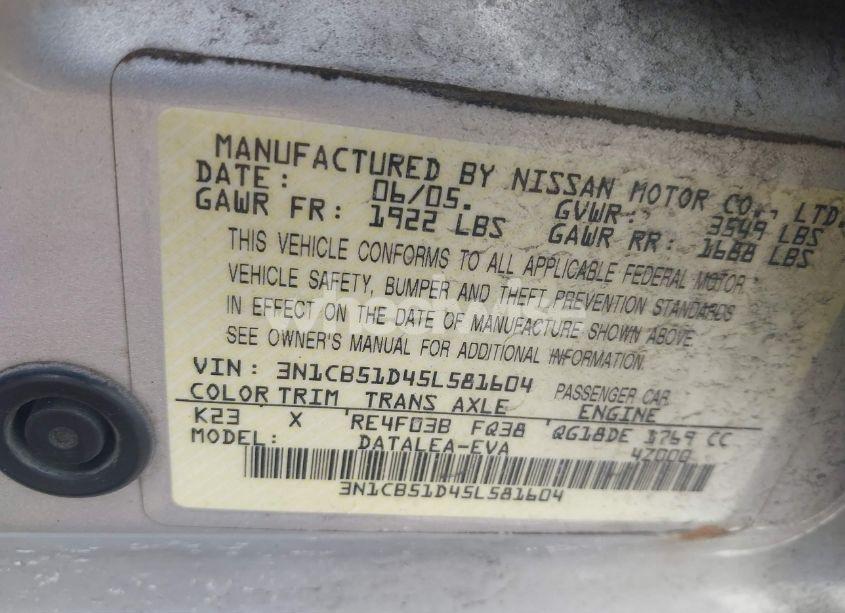 MANUFACTURED BY NISSAN MOTOR CO., LTD.
DATE: 06/05. GVWR: 3549 LBS
GAWR FR: 1922 LBS GAWR RR: 1688 LBS
THIS VEHICLE CONFORMS TO ALL APPLICABLE FEDERAL MOTOR
VEHICLE SAFETY, BUMPER AND THEFT PREVENTION STANDARDS
IN EFFECT ON THE DATE OF MANUFACTURE SHOWN ABOVE.
SEE OWNER'S MANUAL FOR ADDITIONAL INFORMATION.
VIN: 3N1CB51D45L581604 PASSENGER CAR
COLOR TRIM TRANS AXLE ENGINE
K23 X RE4F03B FQ38 QG18DE 1769 CC
MODEL: DATALEA-EVA 4Z000
3N1CB51D45L581604